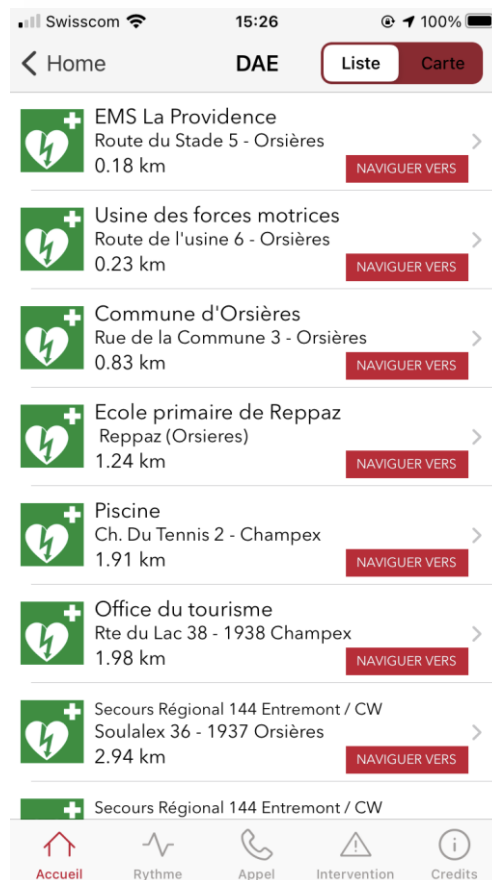 Swisscom 15:26 100%
Home DAE Liste Carte
EMS La Providence
Route du Stade 5 - Orsières
0.18 km NAVIGUER VERS
Usine des forces motrices
Route de l'usine 6 - Orsières
0.23 km NAVIGUER VERS
Commune d'Orsières
Rue de la Commune 3 - Orsières
0.83 km NAVIGUER VERS
Ecole primaire de Reppaz
Reppaz (Orsieres)
1.24 km NAVIGUER VERS
Piscine
Ch. Du Tennis 2 - Champex
1.91 km NAVIGUER VERS
Office du tourisme
Rte du Lac 38 - 1938 Champex
1.98 km NAVIGUER VERS
Secours Régional 144 Entremont / CW
Soulalex 36 - 1937 Orsières
2.94 km NAVIGUER VERS
Secours Régional 144 Entremont / CW
Accueil Rythme Appel Intervention Credits